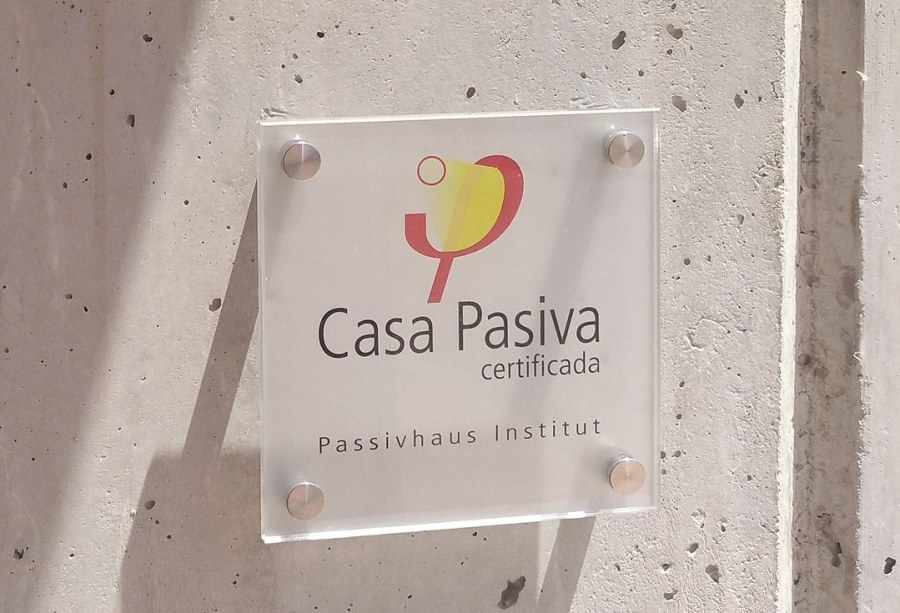 Casa Pasiva
certificada
Passivhaus Institut